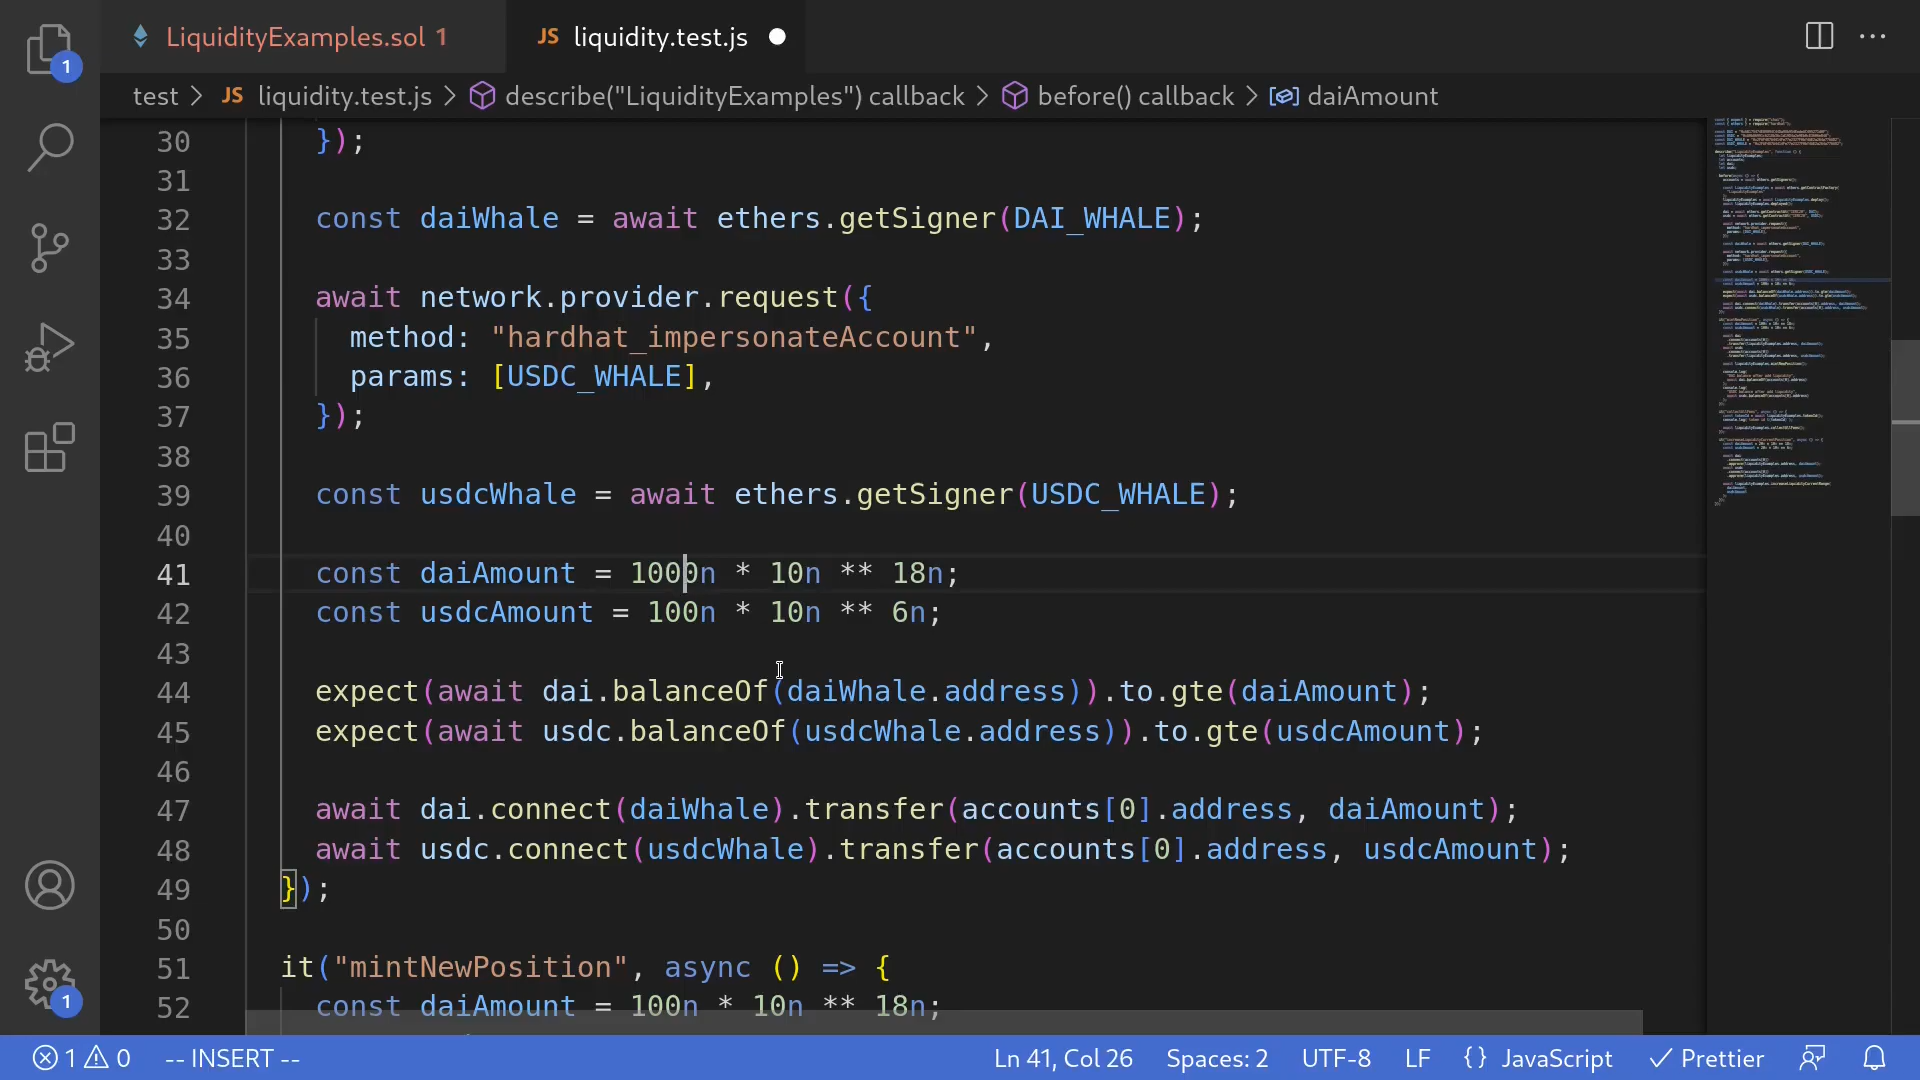 LiquidityExamples.sol 1
JS liquidity.test.js
test > JS liquidity.test.js > describe("LiquidityExamples") callback > before() callback > daiAmount
1
30 });
31
32 const daiWhale = await ethers.getSigner(DAI_WHALE);
33
34 await network.provider.request({
35 method: "hardhat_impersonateAccount",
36 params: [USDC_WHALE],
37 });
38
39 const usdcWhale = await ethers.getSigner(USDC_WHALE);
40
41 const daiAmount = 1000n * 10n ** 18n;
42 const usdcAmount = 100n * 10n ** 6n;
43
44 expect(await dai.balanceOf(daiWhale.address)).to.gte(daiAmount);
45 expect(await usdc.balanceOf(usdcWhale.address)).to.gte(usdcAmount);
46
47 await dai.connect(daiWhale).transfer(accounts[0].address, daiAmount);
48 await usdc.connect(usdcWhale).transfer(accounts[0].address, usdcAmount);
49 });
50
51 it("mintNewPosition", async () => {
52 const daiAmount = 100n * 10n ** 18n;
1
1 0 -- INSERT -- Ln 41, Col 26 Spaces: 2 UTF-8 LF {} JavaScript Prettier